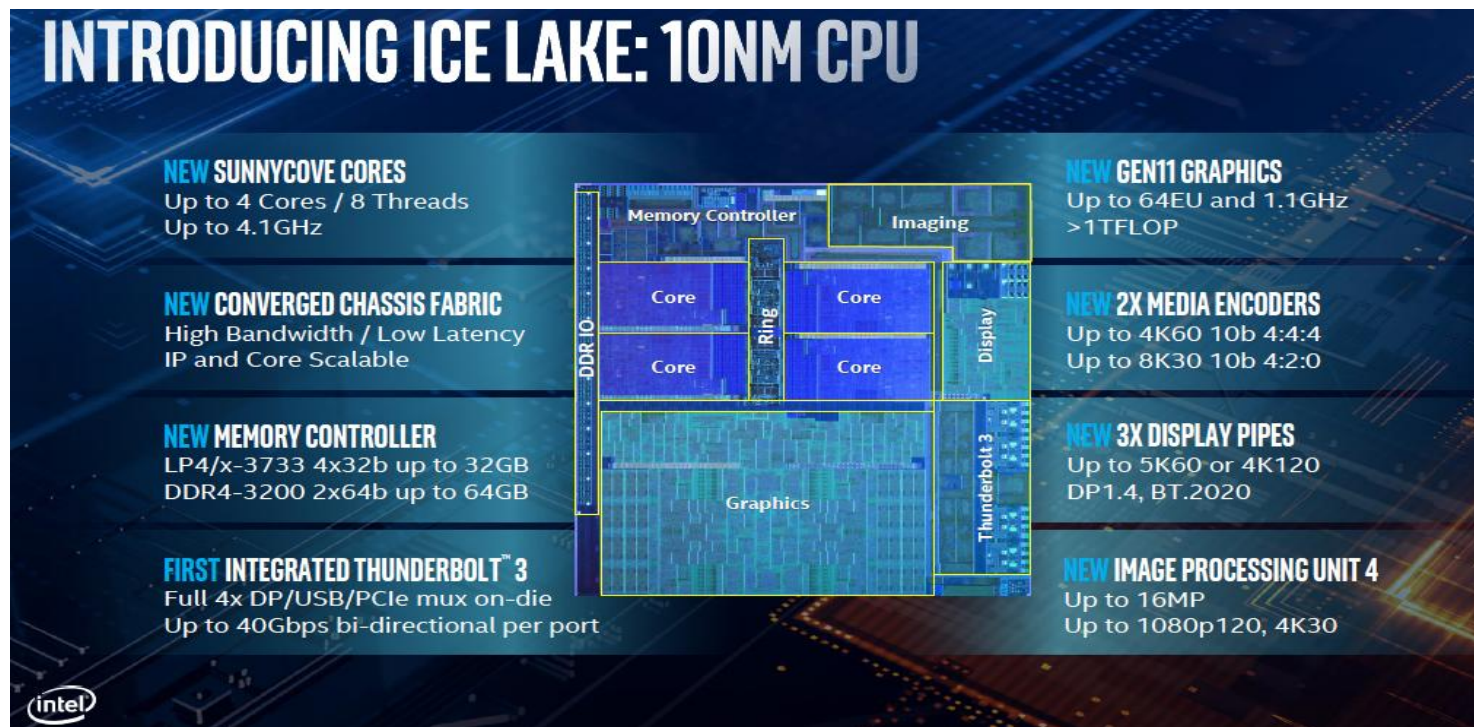 INTRODUCING ICE LAKE: 10NM CPU
NEW SUNNYCOVE CORES
Up to 4 Cores / 8 Threads
Up to 4.1GHz
NEW CONVERGED CHASSIS FABRIC
High Bandwidth / Low Latency
IP and Core Scalable
NEW MEMORY CONTROLLER
LP4/x-3733 4x32b up to 32GB
DDR4-3200 2x64b up to 64GB
FIRST INTEGRATED THUNDERBOLT™ 3
Full 4x DP/USB/PCIe mux on-die
Up to 40Gbps bi-directional per port
Memory Controller
Imaging
Core
Core
Core
Core
Ring
DDR IO
Display
Graphics
Thunderbolt 3
NEW GEN11 GRAPHICS
Up to 64EU and 1.1GHz
>1TFLOP
NEW 2X MEDIA ENCODERS
Up to 4K60 10b 4:4:4
Up to 8K30 10b 4:2:0
NEW 3X DISPLAY PIPES
Up to 5K60 or 4K120
DP1.4, BT.2020
NEW IMAGE PROCESSING UNIT 4
Up to 16MP
Up to 1080p120, 4K30
intel